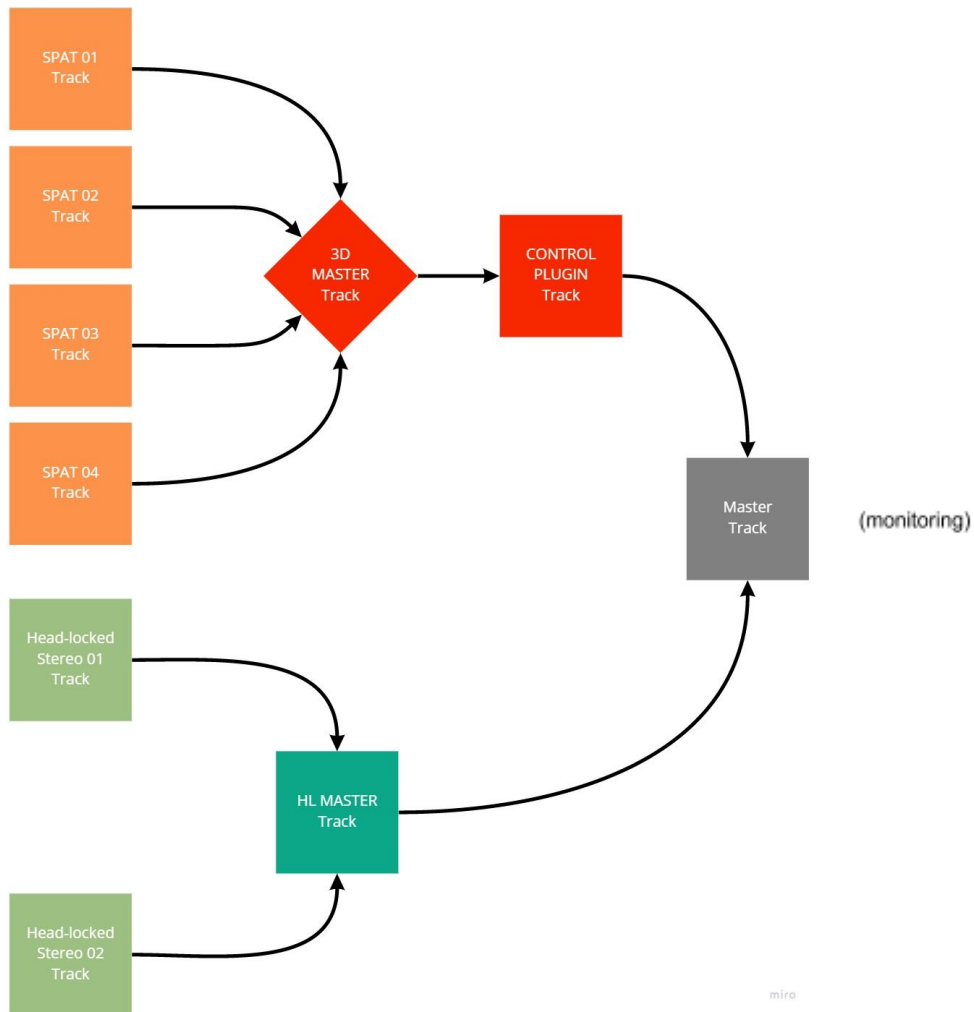 SPAT 01
Track
SPAT 02
Track
SPAT 03
Track
SPAT 04
Track
3D
MASTER
Track
CONTROL
PLUGIN
Track
Master
Track
(monitoring)
Head-locked
Stereo 01
Track
HL MASTER
Track
Head-locked
Stereo 02
Track
miro